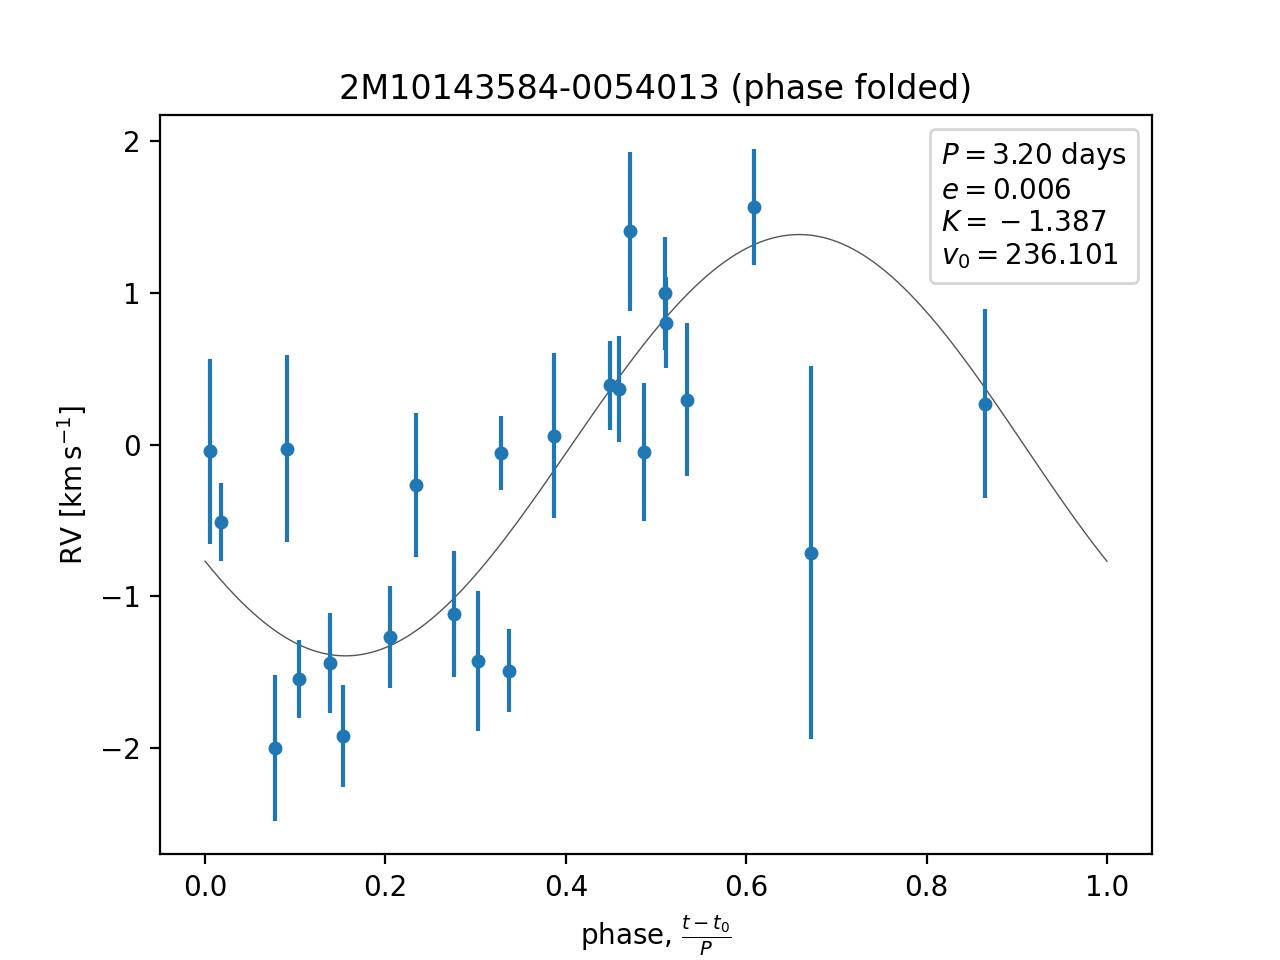 2M10143584-0054013 (phase folded)
P = 3.20 days
e = 0.006
K = −1.387
v₀ = 236.101
RV [km s⁻¹]
2
1
0
−1
−2
0.0 0.2 0.4 0.6 0.8 1.0
phase, (t − t₀)/P